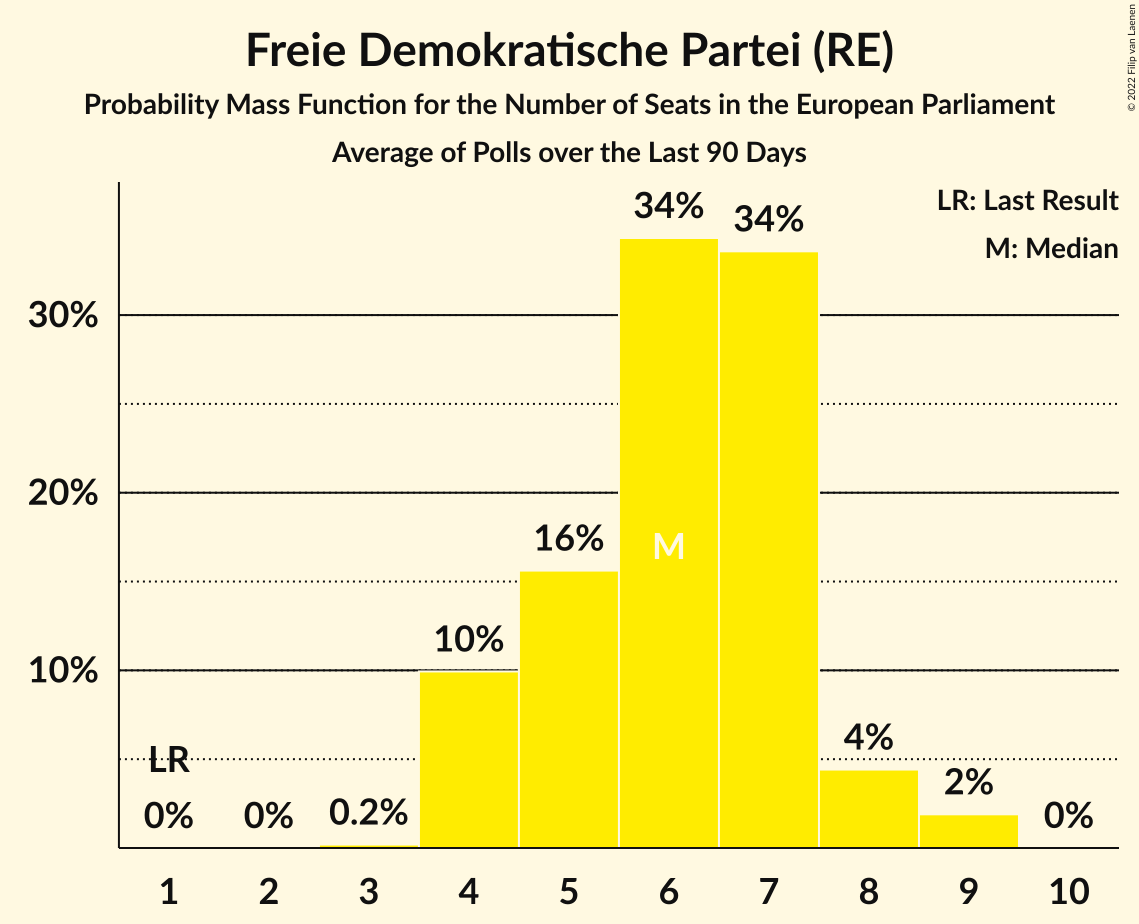 Freie Demokratische Partei (RE)
Probability Mass Function for the Number of Seats in the European Parliament
Average of Polls over the Last 90 Days
© 2022 Filip van Laenen
LR: Last Result
M: Median
34%
34%
30%
20%
16%
M
10%
10%
LR
4%
2%
0%
0%
0.2%
0%
1 2 3 4 5 6 7 8 9 10